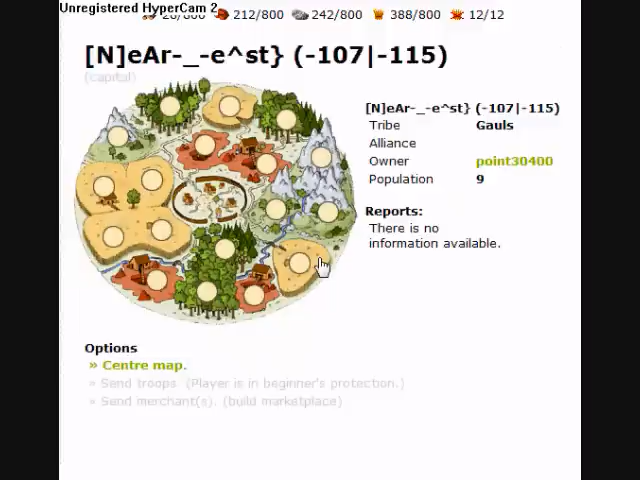 Unregistered HyperCam 2
212/800 242/800 388/800 12/12
[N]eAr-_-e^st} (-107|-115)
(capital)
[N]eAr-_-e^st} (-107|-115)
Tribe Gauls
Alliance
Owner point30400
Population 9
Reports:
There is no
information available.
Options
» Centre map.
» Send troops. (Player is in beginner's protection.)
» Send merchant(s). (build marketplace)